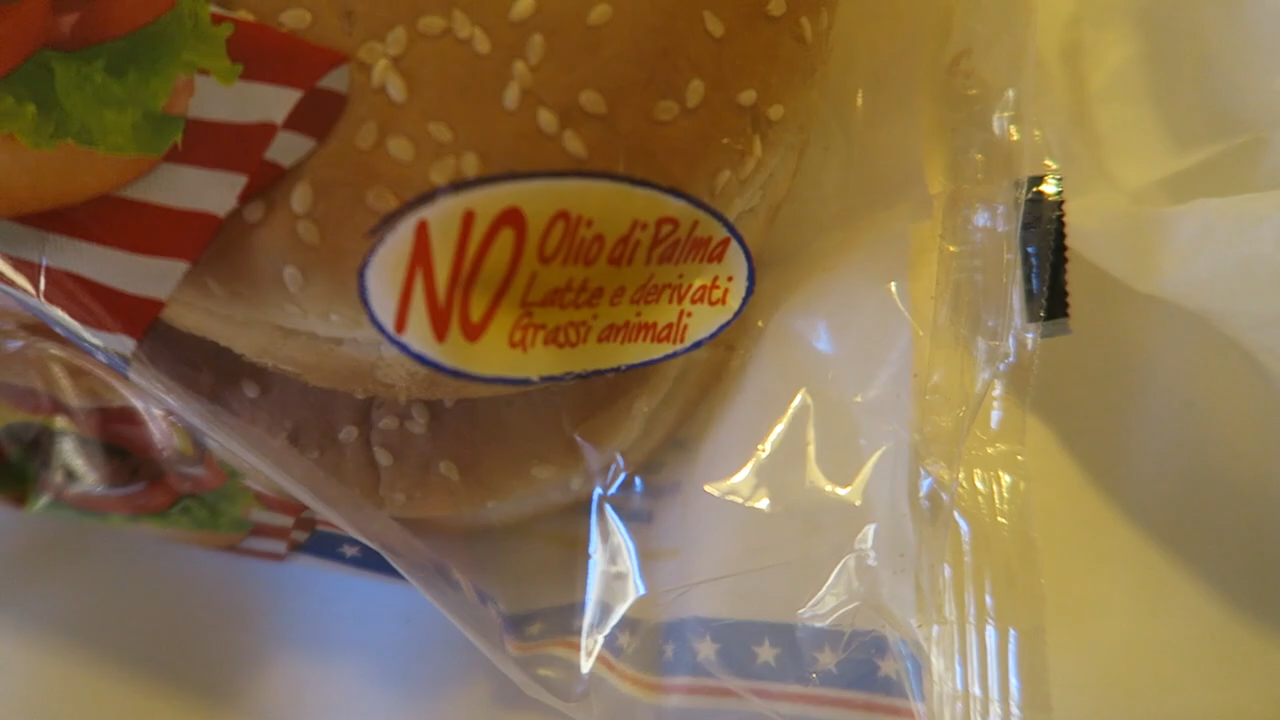 NO Olio di Palma
Latte e derivati
Grassi animali